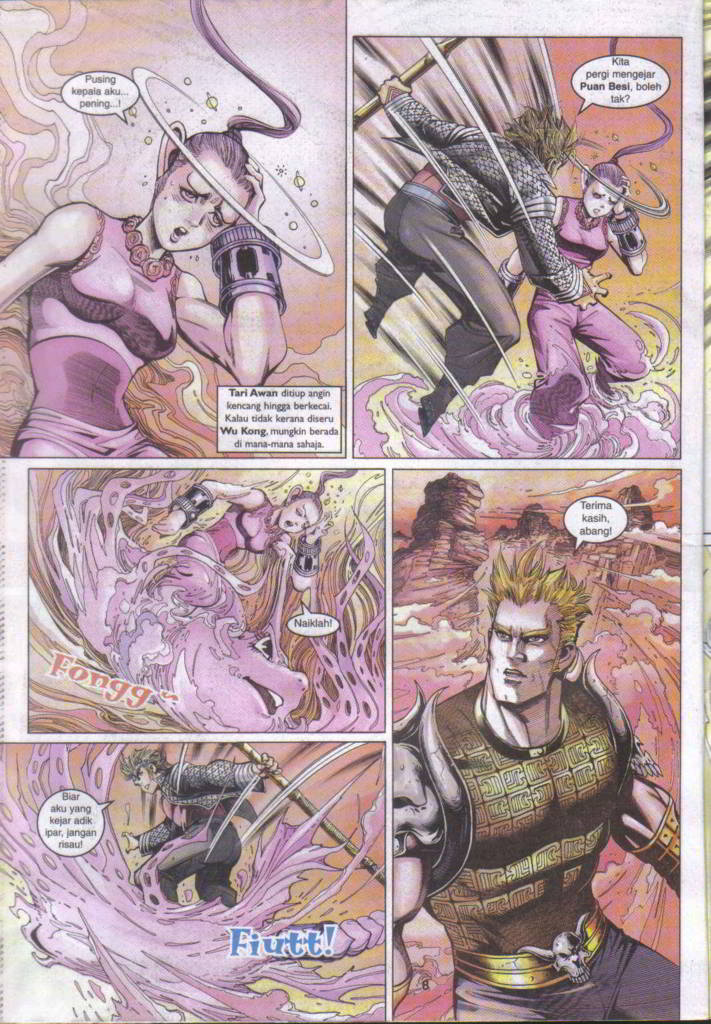 Pusing
kepala aku...
pening...!
Tari Awan ditiup angin
kencang hingga berkecai.
Kalau tidak kerana diseru
Wu Kong, mungkin berada
di mana-mana sahaja.
Kita
pergi mengejar
Puan Besi, boleh
tak?
Naiklah!
Fongg~
Terima
kasih,
abang!
Biar
aku yang
kejar adik
ipar, jangan
risau!
Fiutt!
8